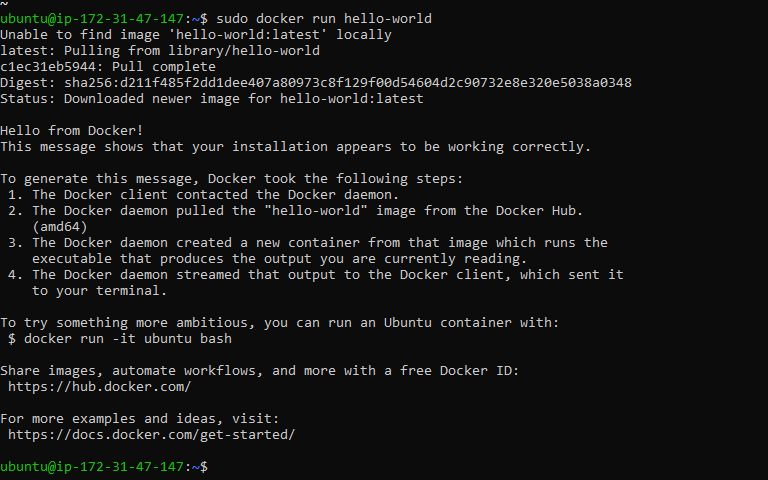 ~
ubuntu@ip-172-31-47-147:~$ sudo docker run hello-world
Unable to find image 'hello-world:latest' locally
latest: Pulling from library/hello-world
c1ec31eb5944: Pull complete
Digest: sha256:d211f485f2dd1dee407a80973c8f129f00d54604d2c90732e8e320e5038a0348
Status: Downloaded newer image for hello-world:latest

Hello from Docker!
This message shows that your installation appears to be working correctly.

To generate this message, Docker took the following steps:
 1. The Docker client contacted the Docker daemon.
 2. The Docker daemon pulled the "hello-world" image from the Docker Hub.
    (amd64)
 3. The Docker daemon created a new container from that image which runs the
    executable that produces the output you are currently reading.
 4. The Docker daemon streamed that output to the Docker client, which sent it
    to your terminal.

To try something more ambitious, you can run an Ubuntu container with:
 $ docker run -it ubuntu bash

Share images, automate workflows, and more with a free Docker ID:
 https://hub.docker.com/

For more examples and ideas, visit:
 https://docs.docker.com/get-started/

ubuntu@ip-172-31-47-147:~$